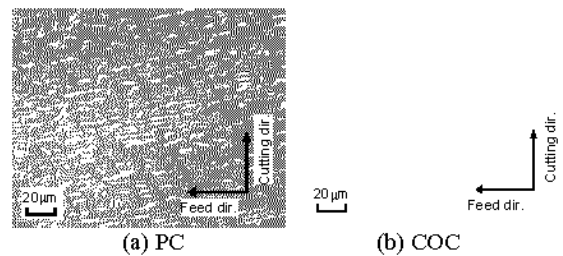 Cutting dir.
20μm
Feed dir.
(a) PC
Cutting dir.
20μm
Feed dir.
(b) COC